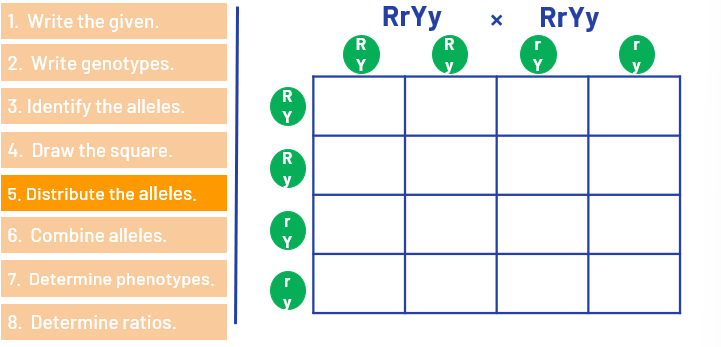 1. Write the given.
2. Write genotypes.
3. Identify the alleles.
4. Draw the square.
5. Distribute the alleles.
6. Combine alleles.
7. Determine phenotypes.
8. Determine ratios.
RrYy × RrYy
R R r r
Y y Y y
R
Y
R
y
r
Y
r
y